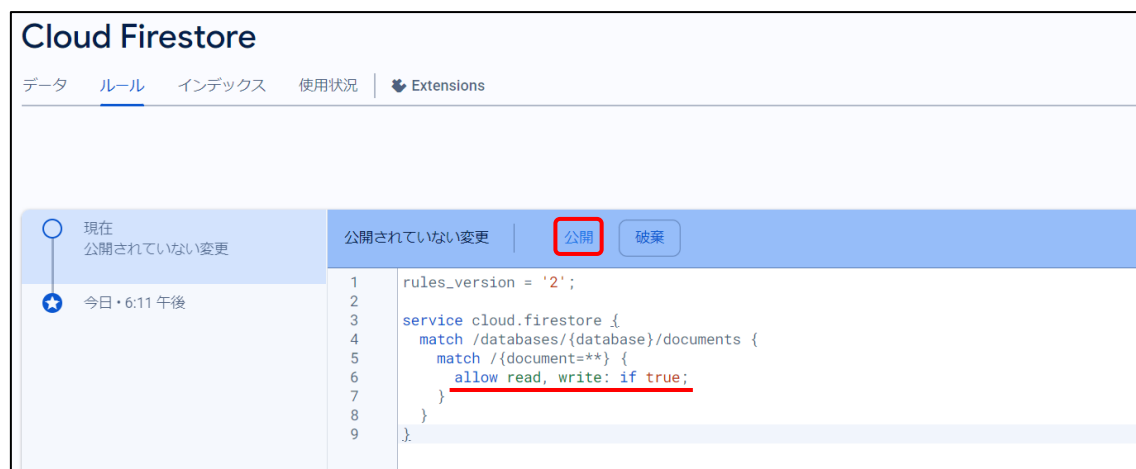 Cloud Firestore
データ ルール インデックス 使用状況 Extensions
現在
公開されていない変更
今日・6:11 午後
公開されていない変更 公開 破棄
1 rules_version = '2';
2
3 service cloud.firestore {
4 match /databases/{database}/documents {
5 match /{document=**} {
6 allow read, write: if true;
7 }
8 }
9 }